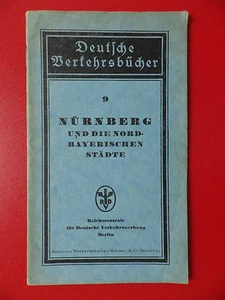 Deutsche
Verkehrsbücher
9
NÜRNBERG
UND DIE NORD-
BAYERISCHEN
STÄDTE
Reichszentrale
für Deutsche Verkehrswerbung
Berlin